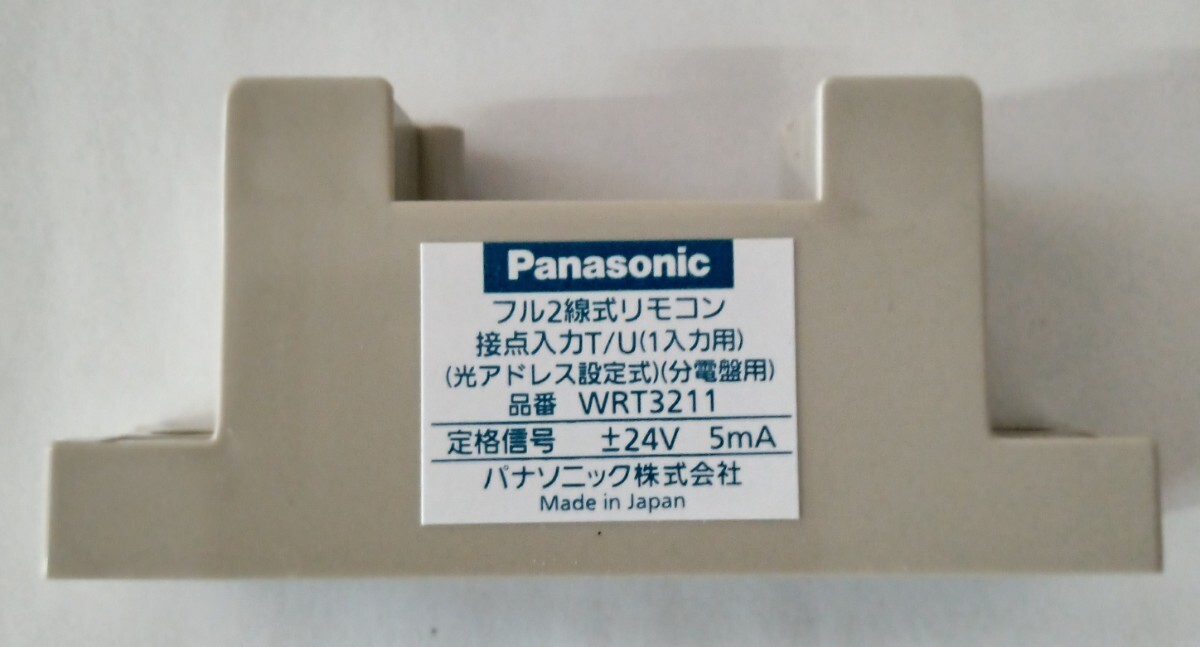 Panasonic
フル2線式リモコン
接点入力T/U(1入力用)
(光アドレス設定式)(分電盤用)
品番 WRT3211
定格信号 ±24V 5mA
パナソニック株式会社
Made in Japan